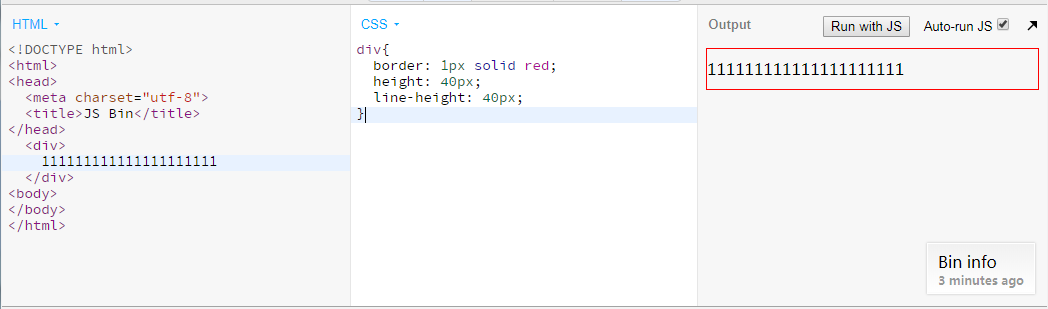 HTML
<!DOCTYPE html>
<html>
<head>
<meta charset="utf-8">
<title>JS Bin</title>
</head>
<div>
111111111111111111111
</div>
<body>
</body>
</html>
CSS
div{
border: 1px solid red;
height: 40px;
line-height: 40px;
}
Output
Run with JS
Auto-run JS
111111111111111111111
Bin info
3 minutes ago